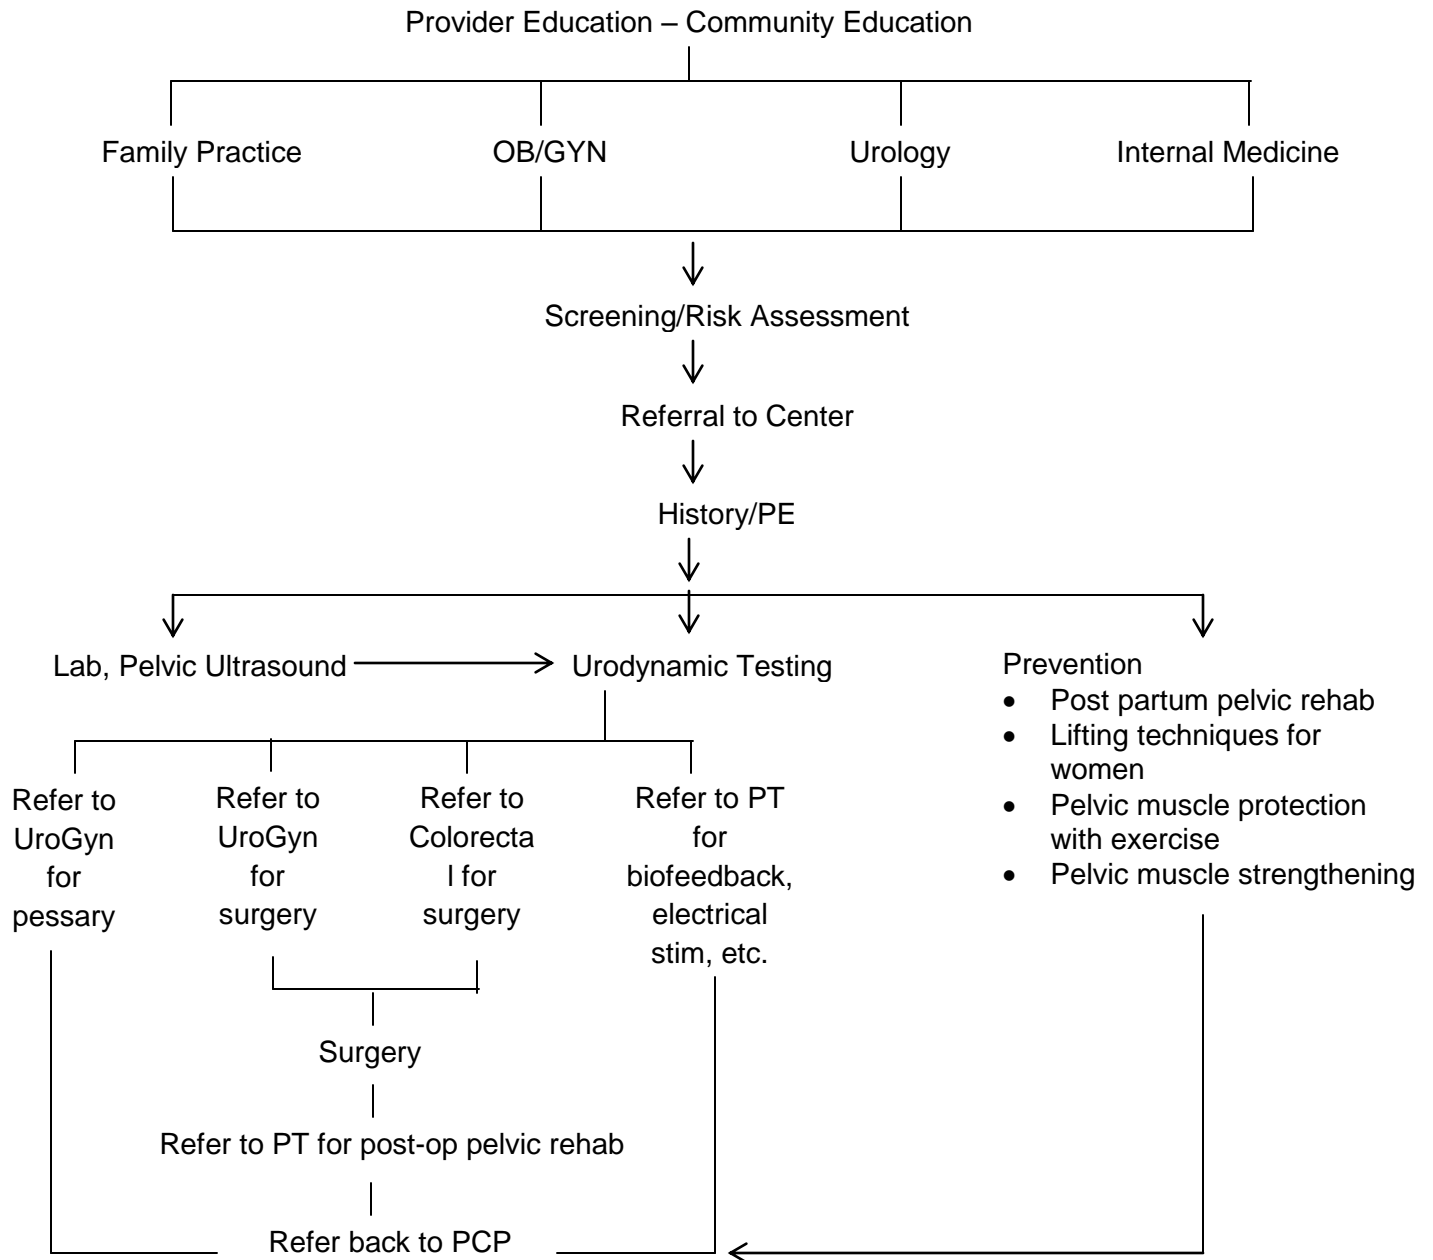 Provider Education – Community Education
Family Practice
OB/GYN
Urology
Internal Medicine
Screening/Risk Assessment
Referral to Center
History/PE
Lab, Pelvic Ultrasound
Urodynamic Testing
Prevention
• Post partum pelvic rehab
• Lifting techniques for
women
• Pelvic muscle protection
with exercise
• Pelvic muscle strengthening
Refer to
UroGyn
for
pessary
Refer to
UroGyn
for
surgery
Refer to
Colorecta
l for
surgery
Refer to PT
for
biofeedback,
electrical
stim, etc.
Surgery
Refer to PT for post-op pelvic rehab
Refer back to PCP